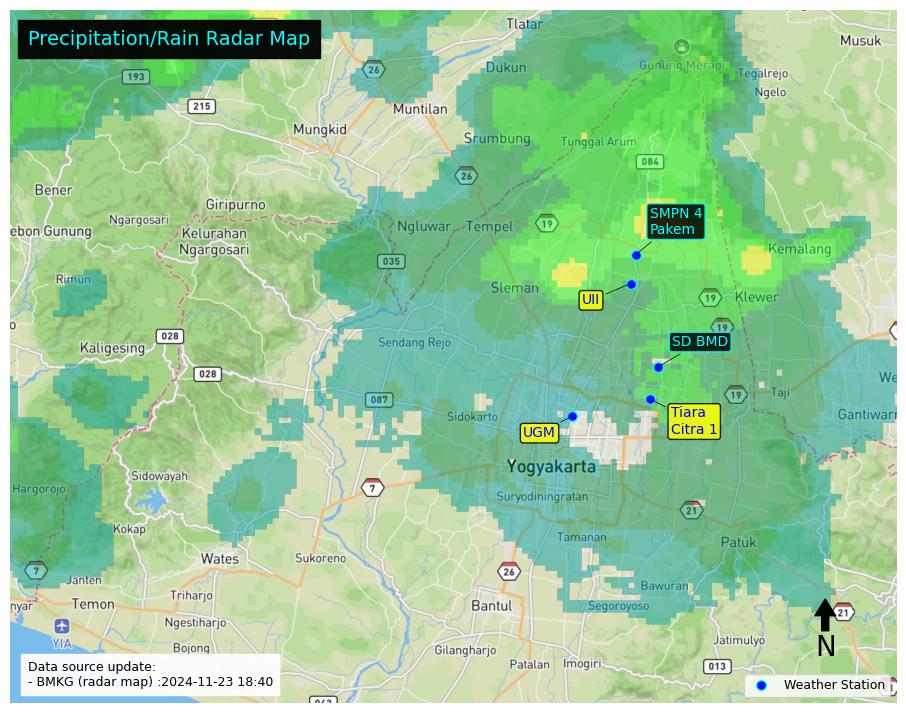 Precipitation/Rain Radar Map
Tlatar
Musuk
26
Dukun
Gunung Merapi
Tegalrejo
193
Ngelo
215
Muntilan
Mungkid
Srumbung
Tunggal Arum
084
Bener
26
Giripurno
Ngargosari
SMPN 4
Pakem
ebon Gunung
Kelurahan
Ngargosari
Ngluwar
Tempel
19
Kemalang
035
Rimun
Sleman
UII
19
Klewer
19
028
Kaligesing
Sendang Rejo
SD BMD
028
We
087
19
Taji
Sidokarto
Tiara
Citra 1
Gantiwar
UGM
Yogyakarta
Sidowayah
Hargorojo
7
Suryodiningratan
21
Kokap
Tamanan
Patuk
Wates
Sukoreno
7
26
Janten
Bawuran
Triharjo
nyar
Temon
Bantul
Segoroyoso
21
Ngestiharjo
YIA
Jatimulyo
N
Bojong
Gilangharjo
Patalan
Imogiri
013
Data source update:
- BMKG (radar map) :2024-11-23 18:40
Weather Station